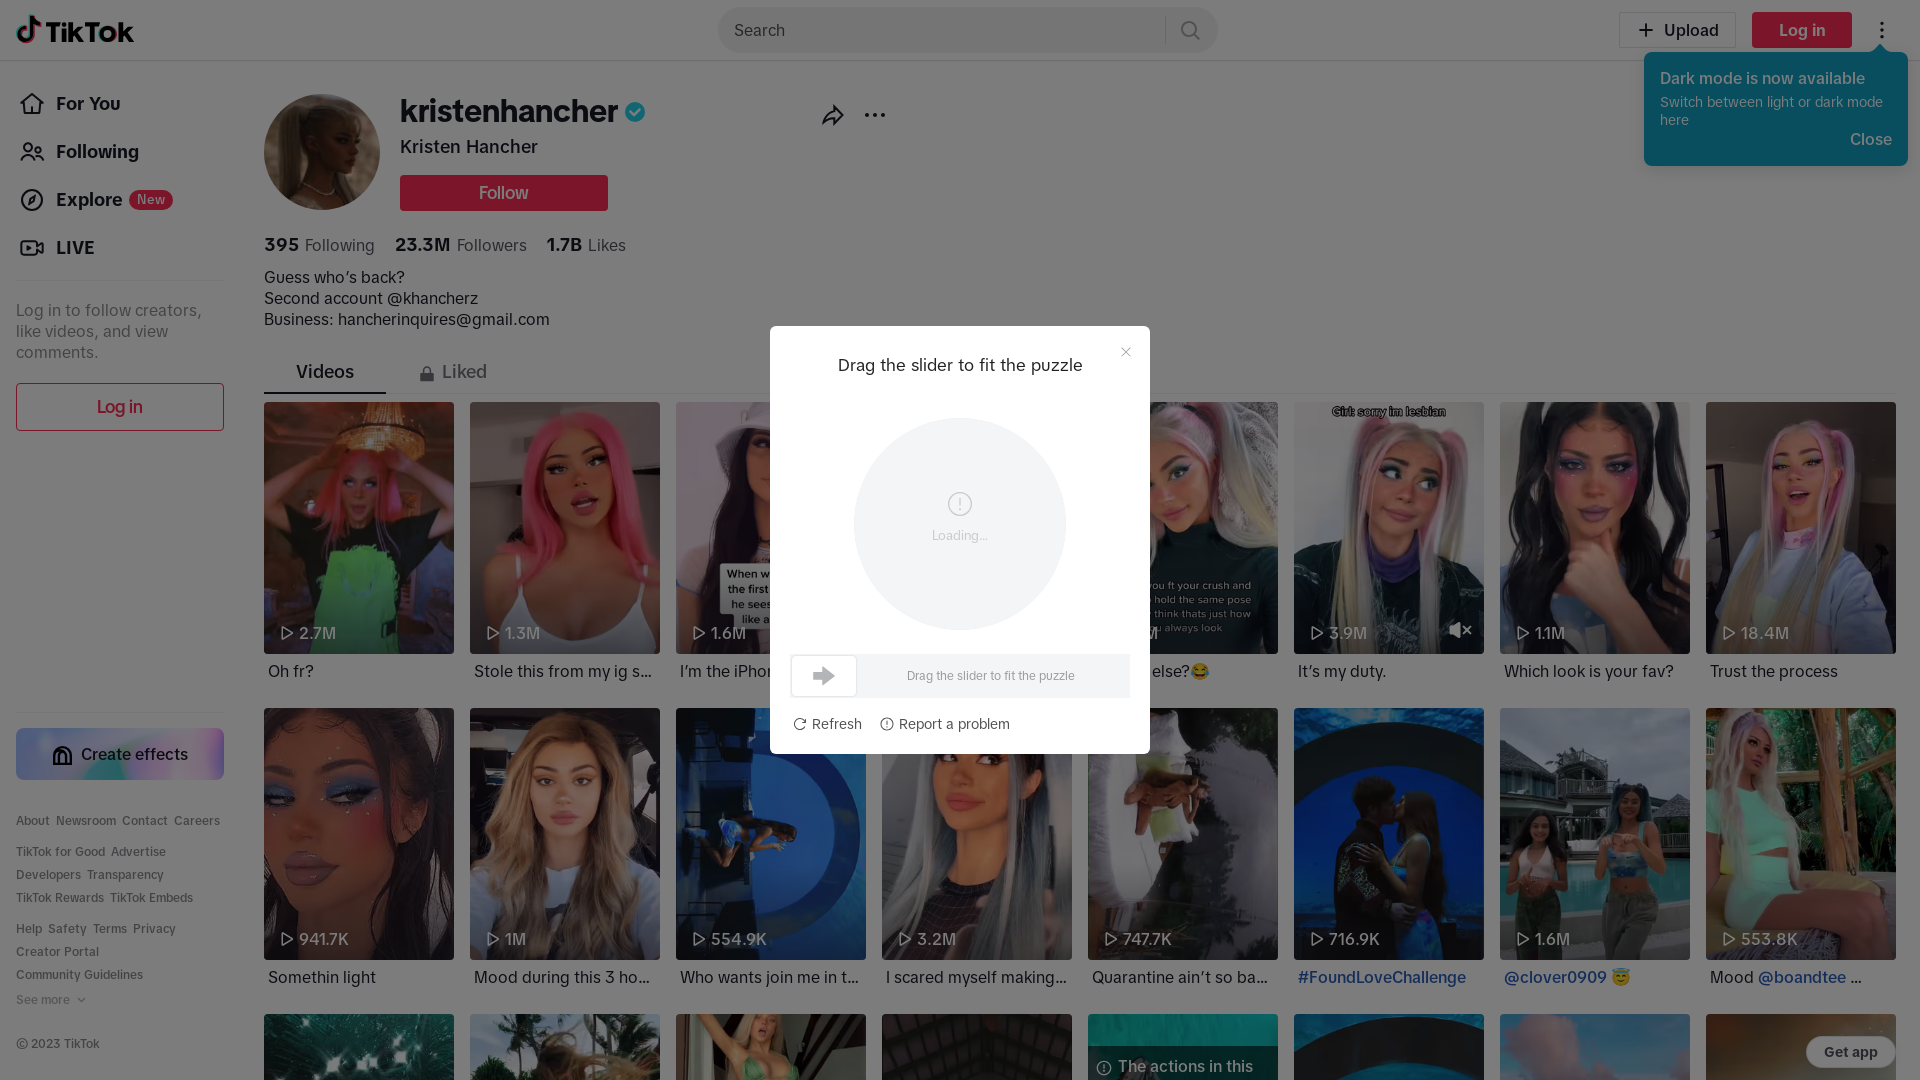 TikTok
Search
Upload
Log in
Dark mode is now available
Switch between light or dark mode
here
Close
For You
Following
Explore New
LIVE
Log in to follow creators,
like videos, and view
comments.
Log in
Create effects
About Newsroom Contact Careers
TikTok for Good Advertise
Developers Transparency
TikTok Rewards TikTok Embeds
Help Safety Terms Privacy
Creator Portal
Community Guidelines
See more
© 2023 TikTok
kristenhancher
Kristen Hancher
Follow
395 Following 23.3M Followers 1.7B Likes
Guess who’s back?
Second account @khancherz
Business: hancherinquires@gmail.com
Videos
Liked
Drag the slider to fit the puzzle
Loading...
Drag the slider to fit the puzzle
Refresh
Report a problem
2.7M
Oh fr?
1.3M
Stole this from my ig s...
When w
the first
he sees
like a
1.6M
I’m the iPho
ft your crush and
hold the same pose
think thats just how
always look
else?😂
Girl: sorry im lesbian
3.9M
It’s my duty.
1.1M
Which look is your fav?
18.4M
Trust the process
941.7K
Somethin light
1M
Mood during this 3 ho...
554.9K
Who wants join me in t...
3.2M
I scared myself making...
747.7K
Quarantine ain’t so ba...
716.9K
#FoundLoveChallenge
1.6M
@clover0909 😇
553.8K
Mood @boandtee ...
The actions in this
Get app